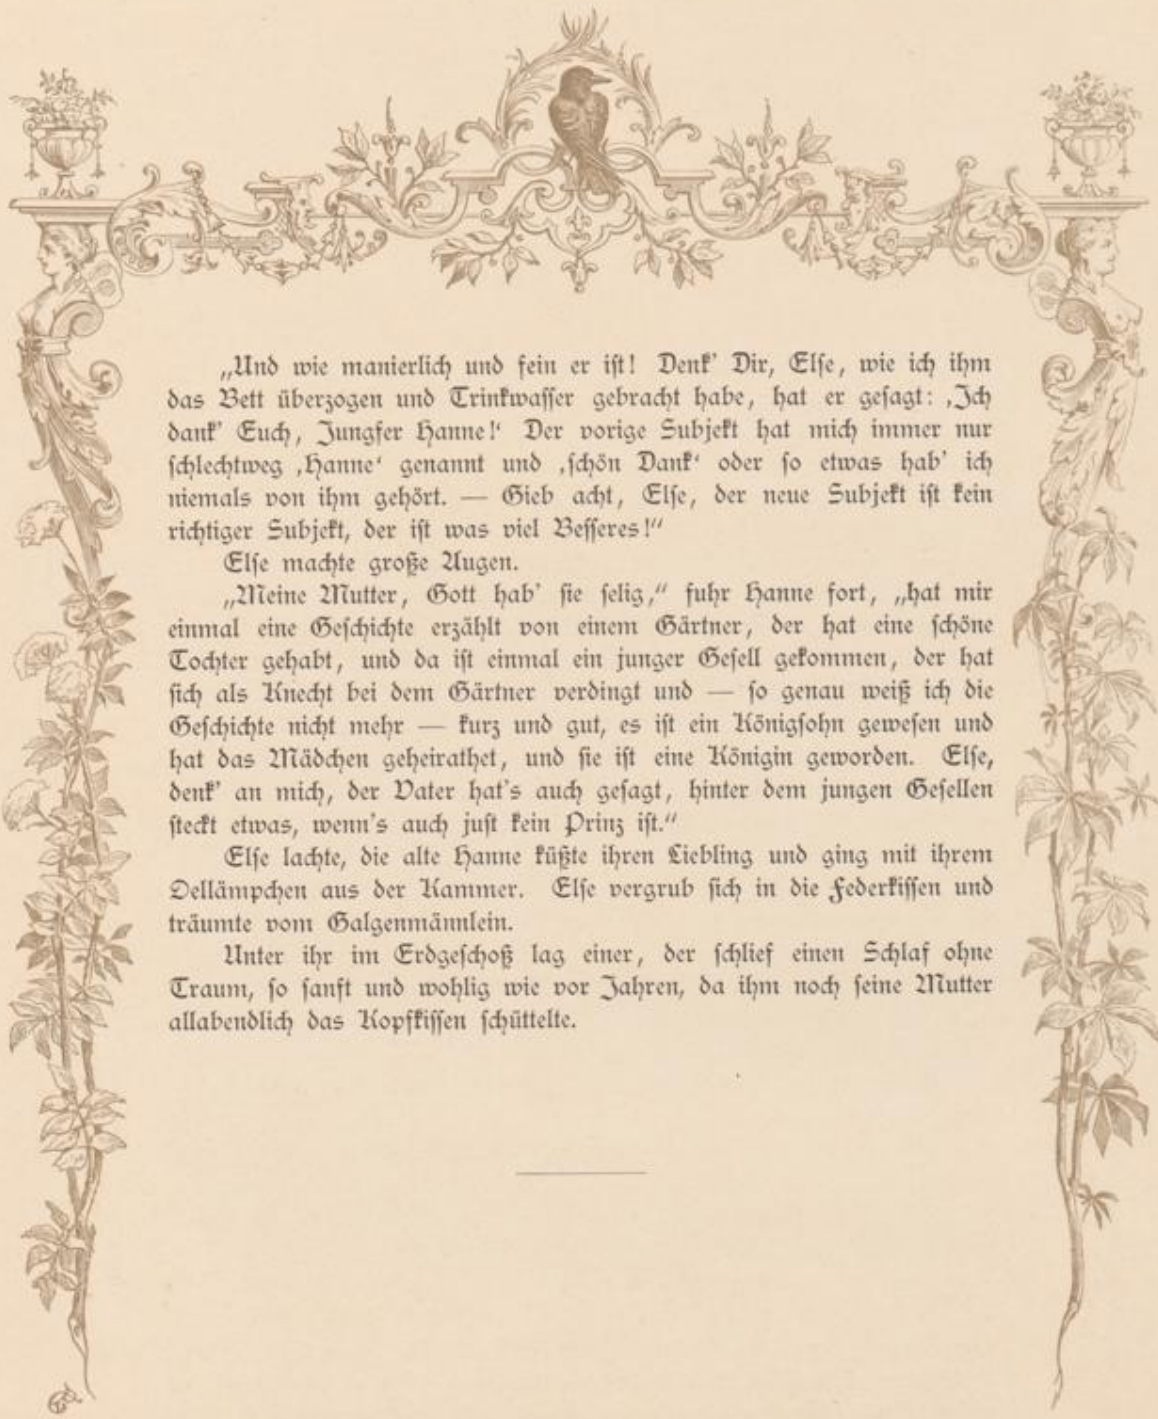 „Und wie manierlich und fein er ist! Denk' Dir, Else, wie ich ihm
das Bett überzogen und Trinkwasser gebracht habe, hat er gesagt: ‚Ich
dank' Euch, Jungfer Hanne!‘ Der vorige Subjekt hat mich immer nur
schlechtweg ‚Hanne‘ genannt und ‚schön Dank‘ oder so etwas hab' ich
niemals von ihm gehört. — Gieb acht, Else, der neue Subjekt ist kein
richtiger Subjekt, der ist was viel Besseres!“
Else machte große Augen.
„Meine Mutter, Gott hab' sie selig,“ fuhr Hanne fort, „hat mir
einmal eine Geschichte erzählt von einem Gärtner, der hat eine schöne
Tochter gehabt, und da ist einmal ein junger Gesell gekommen, der hat
sich als Knecht bei dem Gärtner verdingt und — so genau weiß ich die
Geschichte nicht mehr — kurz und gut, es ist ein Königsohn gewesen und
hat das Mädchen geheirathet, und sie ist eine Königin geworden. Else,
denk' an mich, der Vater hat's auch gesagt, hinter dem jungen Gesellen
steckt etwas, wenn's auch just kein Prinz ist.“
Else lachte, die alte Hanne küßte ihren Liebling und ging mit ihrem
Oellämpchen aus der Kammer. Else vergrub sich in die Federkissen und
träumte vom Galgenmännlein.
Unter ihr im Erdgeschoß lag einer, der schlief einen Schlaf ohne
Traum, so sanft und wohlig wie vor Jahren, da ihm noch seine Mutter
allabendlich das Kopfkissen schüttelte.